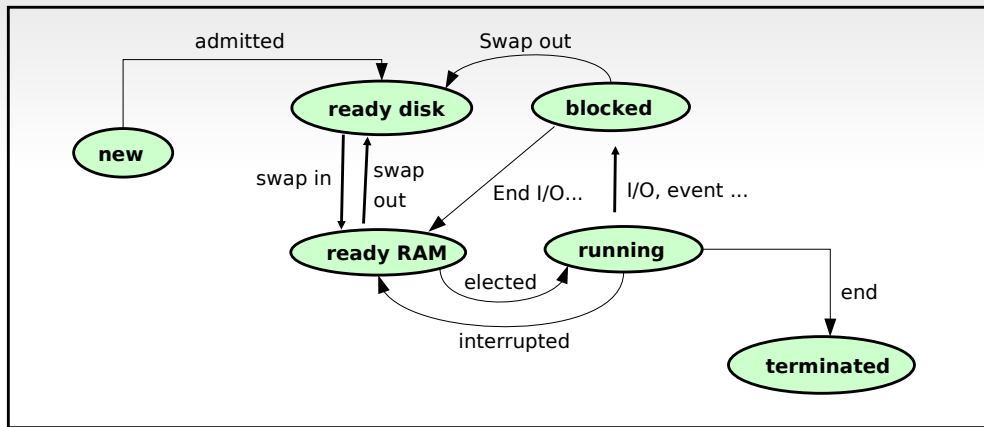 admitted
Swap out
ready disk
blocked
new
swap in
swap
out
End I/O...
I/O, event ...
ready RAM
running
elected
end
interrupted
terminated